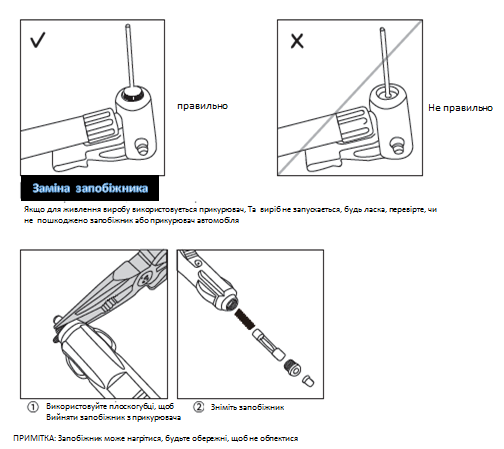 правильно
Не правильно
Заміна запобіжника
Якщо для живлення виробу використовується прикурювач, Та виріб не запускається, будь ласка, перевірте, чи
не пошкоджено запобіжник або прикурювач автомобіля
1 Використовуйте плоскогубці, щоб
Вийняти запобіжник з прикурювача
2 Зніміть запобіжник
ПРИМІТКА: Запобіжник може нагрітися, будьте обережні, щоб не обпектися